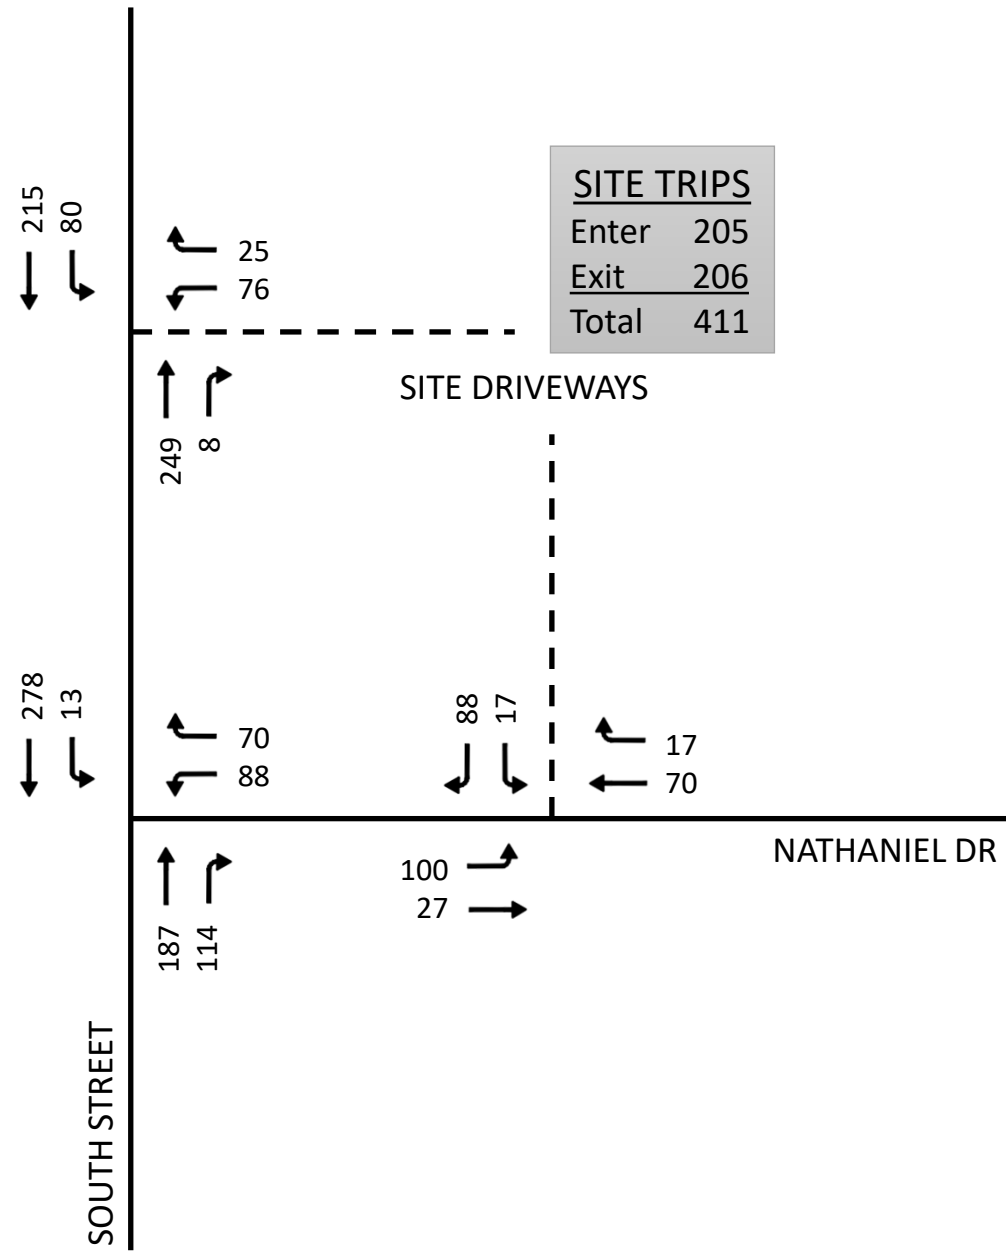 215
80
25
76
SITE TRIPS
Enter 205
Exit 206
Total 411
249
8
SITE DRIVEWAYS
278
13
70
88
88
17
17
70
187
114
100
27
NATHANIEL DR
SOUTH STREET